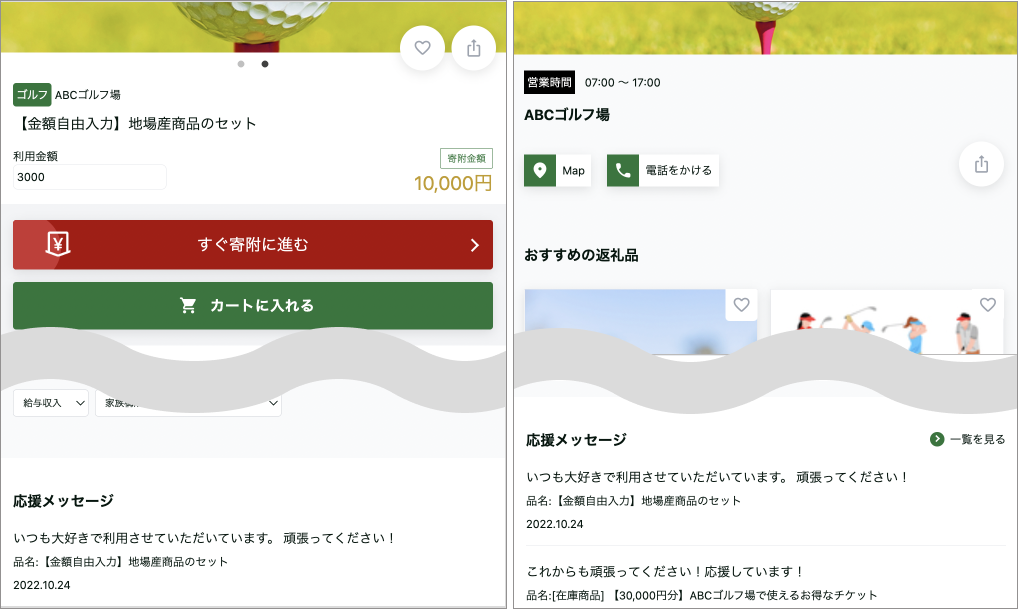 ゴルフ ABCゴルフ場
【金額自由入力】地場産商品のセット
利用金額
3000
寄附金額
10,000円
すぐ寄附に進む
カートに入れる
給与収入
応援メッセージ
いつも大好きで利用させていただいています。 頑張ってください！
品名:【金額自由入力】地場産商品のセット
2022.10.24
営業時間 07:00 〜 17:00
ABCゴルフ場
Map 電話をかける
おすすめの返礼品
応援メッセージ 一覧を見る
いつも大好きで利用させていただいています。 頑張ってください！
品名:【金額自由入力】地場産商品のセット
2022.10.24
これからも頑張ってください！応援しています！
品名:[在庫商品] 【30,000円分】ABCゴルフ場で使えるお得なチケット